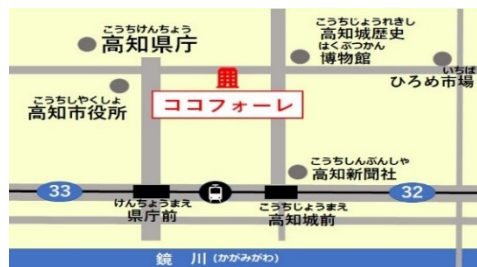 こうちけんちょう
高知県庁
こうちじょうれきし
高知城歴史
はくぶつかん
博物館
いちば
ひろめ市場
こうちしやくしょ
高知市役所
ココフォーレ
こうちしんぶんしゃ
高知新聞社
33
32
けんちょうまえ
県庁前
こうちじょうまえ
高知城前
鏡 川(かがみがわ)